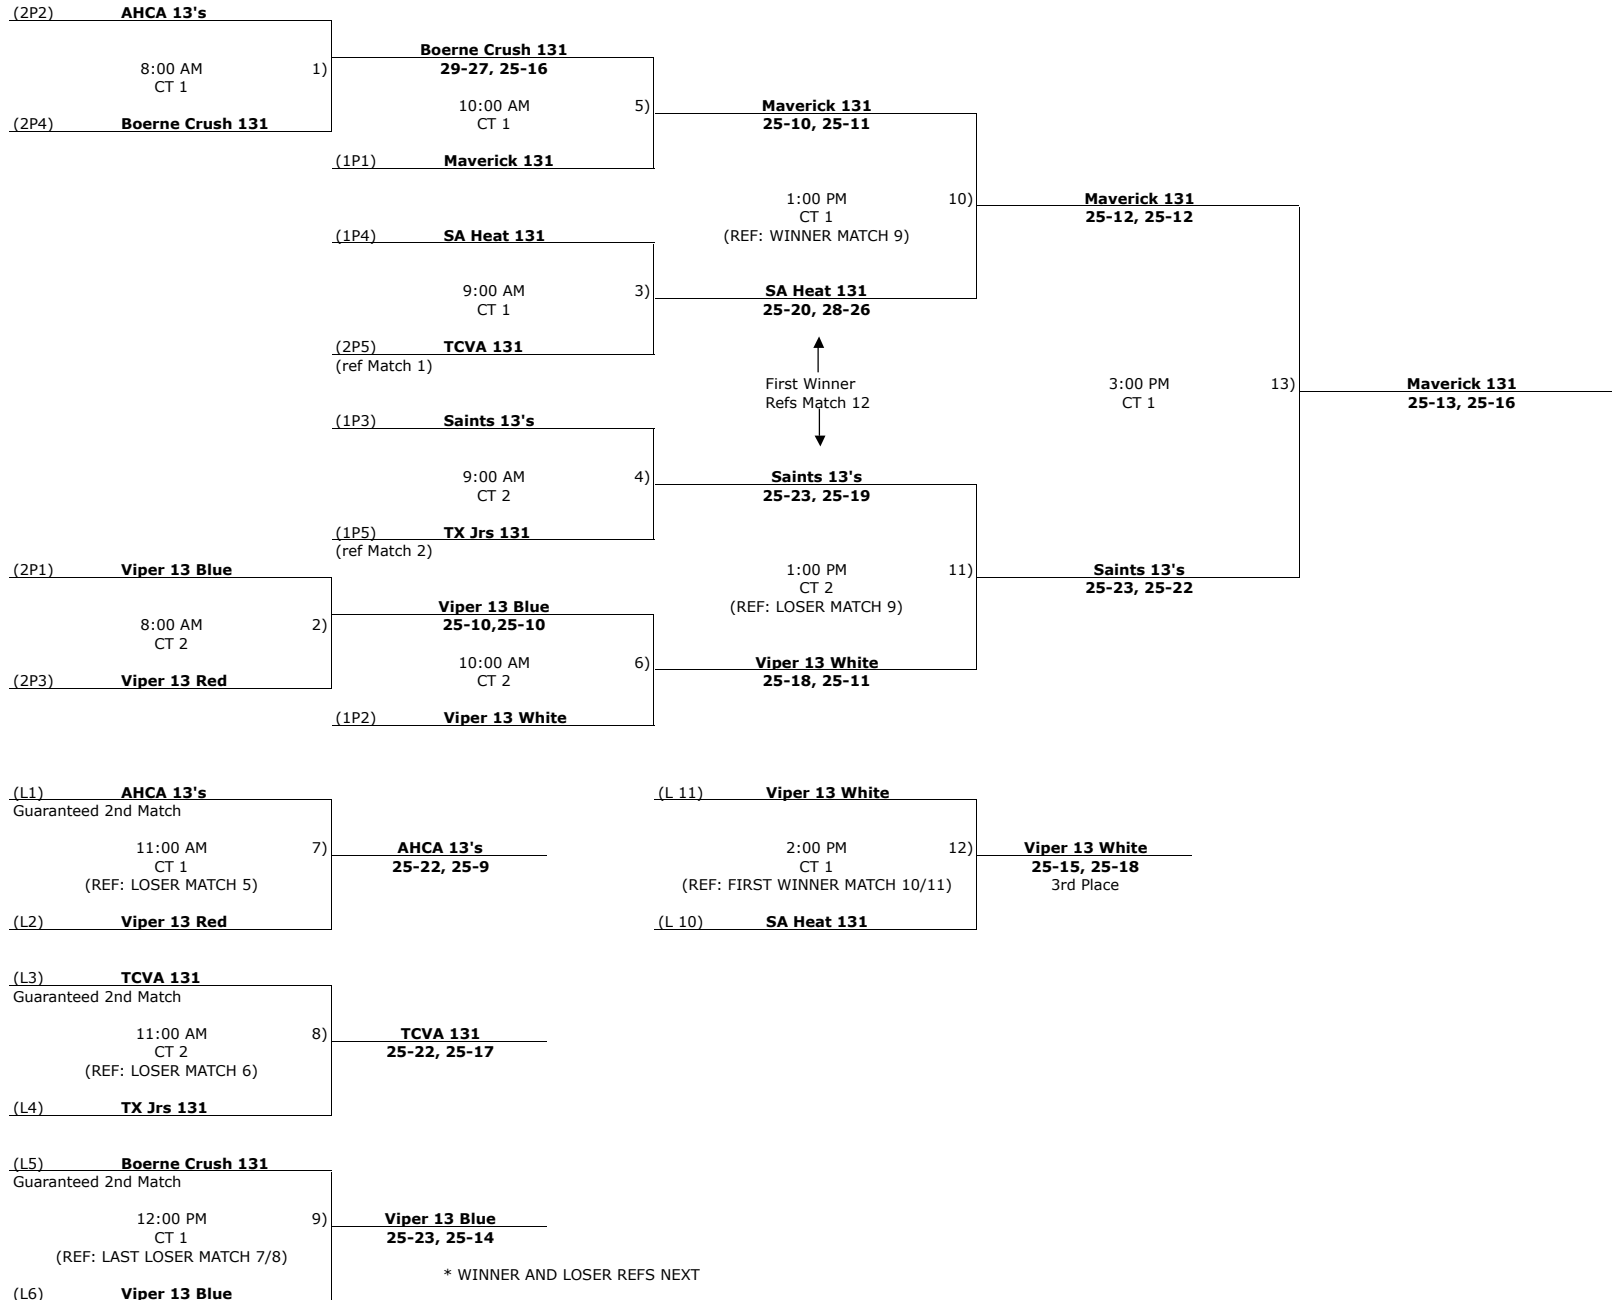 (2P2) AHCA 13's
8:00 AM 1)
CT 1
(2P4) Boerne Crush 131
Boerne Crush 131
29-27, 25-16
10:00 AM 5)
CT 1
(1P1) Maverick 131
Maverick 131
25-10, 25-11
(1P4) SA Heat 131
9:00 AM 3)
CT 1
(2P5) TCVA 131
(ref Match 1)
1:00 PM 10)
CT 1
(REF: WINNER MATCH 9)
SA Heat 131
25-20, 28-26
First Winner
Refs Match 12
Maverick 131
25-12, 25-12
3:00 PM 13)
CT 1
Maverick 131
25-13, 25-16
(1P3) Saints 13's
9:00 AM 4)
CT 2
(1P5) TX Jrs 131
(ref Match 2)
Saints 13's
25-23, 25-19
1:00 PM 11)
CT 2
(REF: LOSER MATCH 9)
Saints 13's
25-23, 25-22
(2P1) Viper 13 Blue
8:00 AM 2)
CT 2
(2P3) Viper 13 Red
Viper 13 Blue
25-10,25-10
10:00 AM 6)
CT 2
(1P2) Viper 13 White
Viper 13 White
25-18, 25-11
(L1) AHCA 13's
Guaranteed 2nd Match
11:00 AM 7)
CT 1
(REF: LOSER MATCH 5)
(L2) Viper 13 Red
AHCA 13's
25-22, 25-9
(L 11) Viper 13 White
2:00 PM 12)
CT 1
(REF: FIRST WINNER MATCH 10/11)
(L 10) SA Heat 131
Viper 13 White
25-15, 25-18
3rd Place
(L3) TCVA 131
Guaranteed 2nd Match
11:00 AM 8)
CT 2
(REF: LOSER MATCH 6)
(L4) TX Jrs 131
TCVA 131
25-22, 25-17
(L5) Boerne Crush 131
Guaranteed 2nd Match
12:00 PM 9)
CT 1
(REF: LAST LOSER MATCH 7/8)
(L6) Viper 13 Blue
Viper 13 Blue
25-23, 25-14
* WINNER AND LOSER REFS NEXT